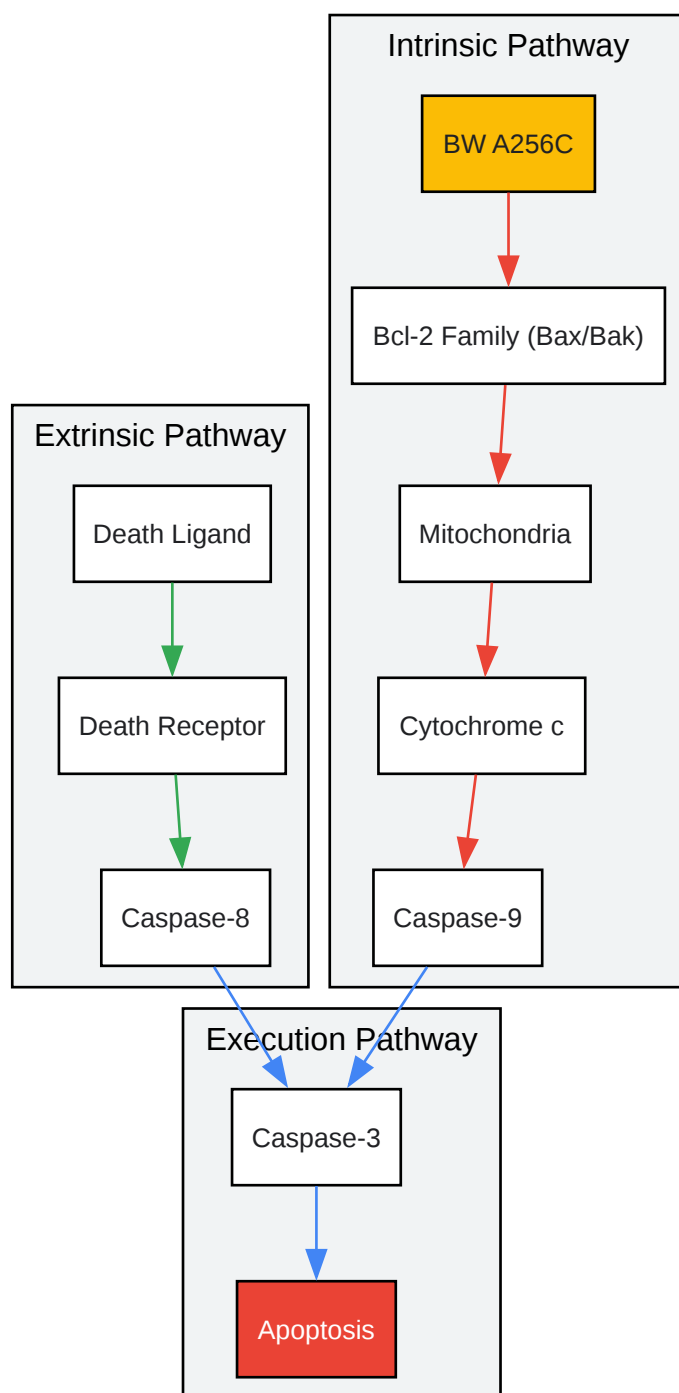 Intrinsic Pathway
BW A256C
Bcl-2 Family (Bax/Bak)
Extrinsic Pathway
Death Ligand
Mitochondria
Death Receptor
Cytochrome c
Caspase-8
Caspase-9
Execution Pathway
Caspase-3
Apoptosis